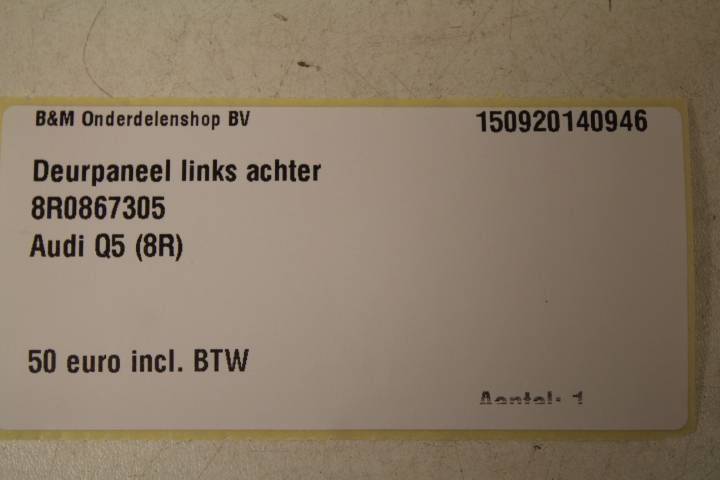 B&M Onderdelenshop BV 150920140946
Deurpaneel links achter
8R0867305
Audi Q5 (8R)
50 euro incl. BTW
Aantal: 1